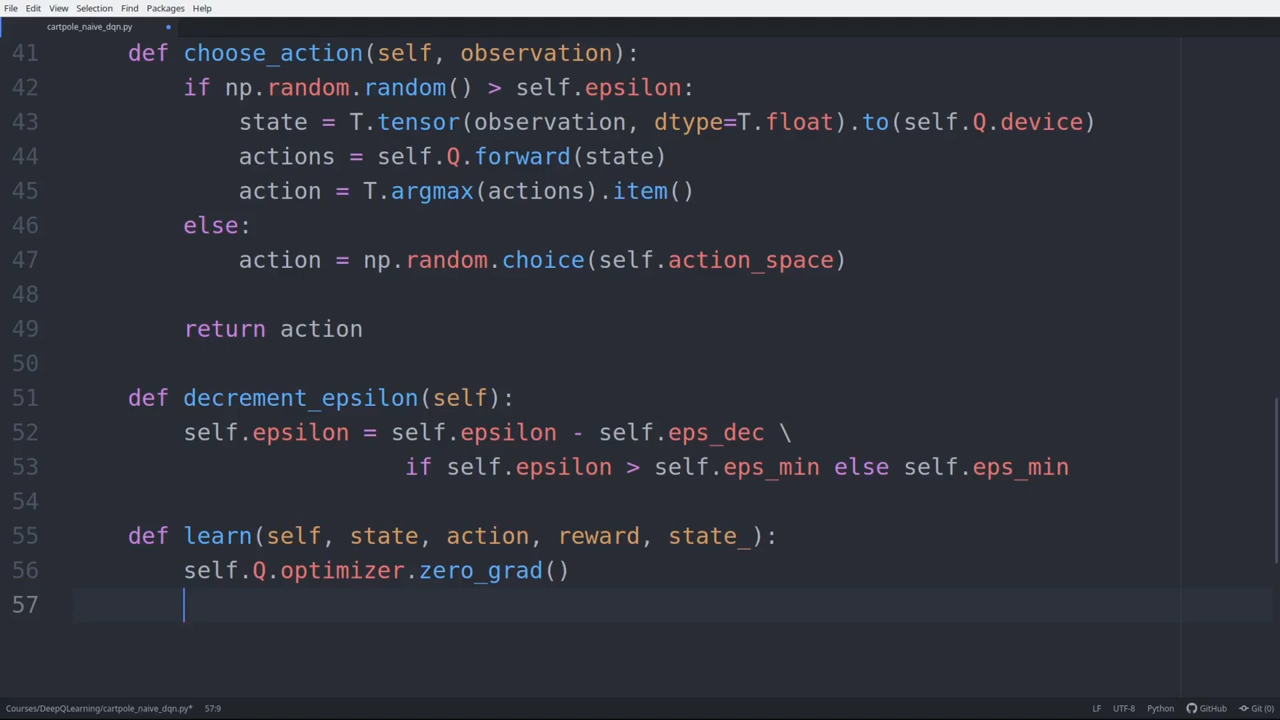 File Edit View Selection Find Packages Help
cartpole_naive_dqn.py
41 def choose_action(self, observation):
42 if np.random.random() > self.epsilon:
43 state = T.tensor(observation, dtype=T.float).to(self.Q.device)
44 actions = self.Q.forward(state)
45 action = T.argmax(actions).item()
46 else:
47 action = np.random.choice(self.action_space)
48
49 return action
50
51 def decrement_epsilon(self):
52 self.epsilon = self.epsilon - self.eps_dec \
53 if self.epsilon > self.eps_min else self.eps_min
54
55 def learn(self, state, action, reward, state_):
56 self.Q.optimizer.zero_grad()
57
Courses/DeepQLearning/cartpole_naive_dqn.py* 57:9 LF UTF-8 Python GitHub Git (0)